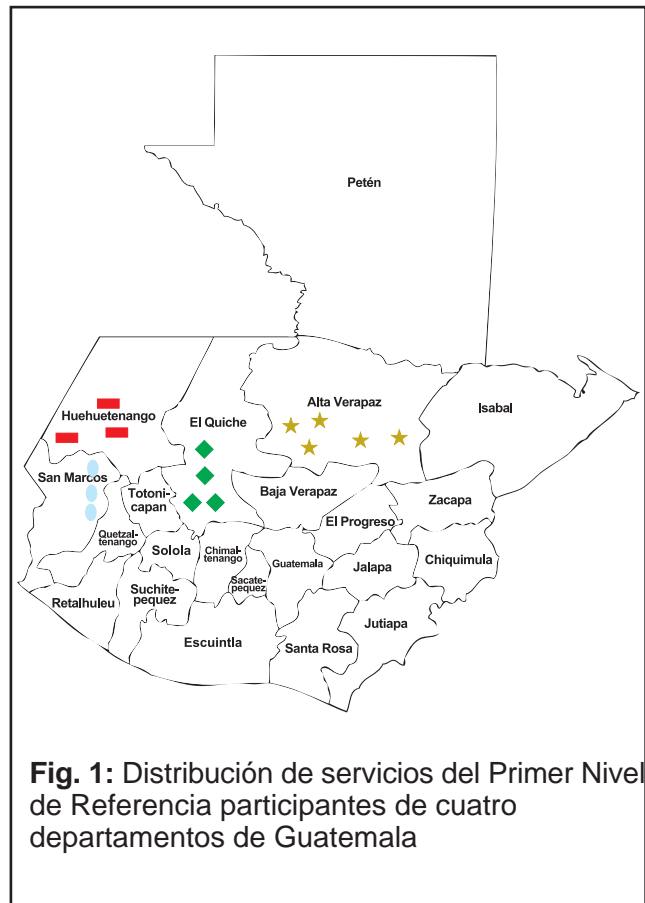 Petén
Alta Verapaz
Isabal
Huehuetenango
El Quiche
San Marcos
Totoni-
capan
Baja Verapaz
Zacapa
El Progreso
Quetzal-
tenango
Solola
Chimal-
tenango
Guatemala
Jalapa
Chiquimula
Sacate-
pequez
Retalhuleu
Suchite-
pequez
Jutiapa
Escuintla
Santa Rosa
Fig. 1: Distribución de servicios del Primer Nivel
de Referencia participantes de cuatro
departamentos de Guatemala